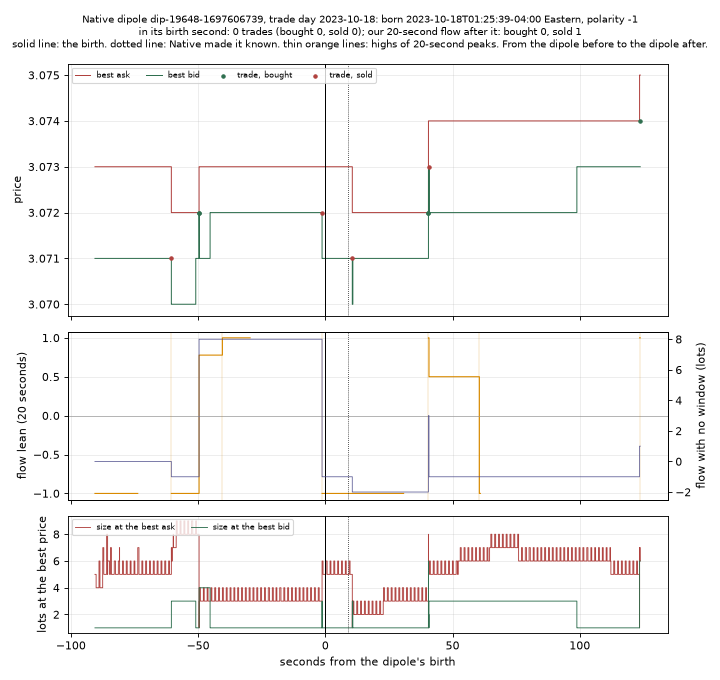 Native dipole dip-19648-1697606739, trade day 2023-10-18: born 2023-10-18T01:25:39-04:00 Eastern, polarity -1
in its birth second: 0 trades (bought 0, sold 0); our 20-second flow after it: bought 0, sold 1
solid line: the birth. dotted line: Native made it known. thin orange lines: highs of 20-second peaks. From the dipole before to the dipole after.
best ask best bid trade, bought trade, sold
3.075
3.074
3.073
3.072
3.071
3.070
price
1.0
0.5
0.0
−0.5
−1.0
flow lean (20 seconds)
8
6
4
2
0
−2
flow with no window (lots)
size at the best ask size at the best bid
8
6
4
2
lots at the best price
−100 −50 0 50 100
seconds from the dipole's birth